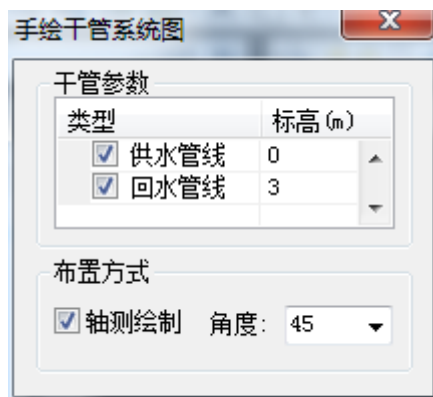 手绘干管系统图
干管参数
类型 标高(m)
供水管线 0
回水管线 3
布置方式
轴测绘制 角度: 45